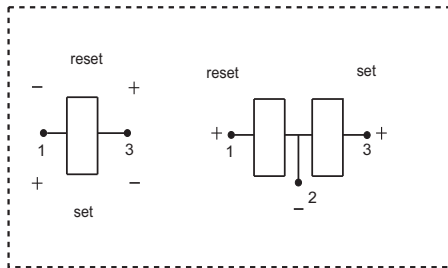 reset
− +
1 3
+ −
set
reset set
+ 1 3 +
2
−